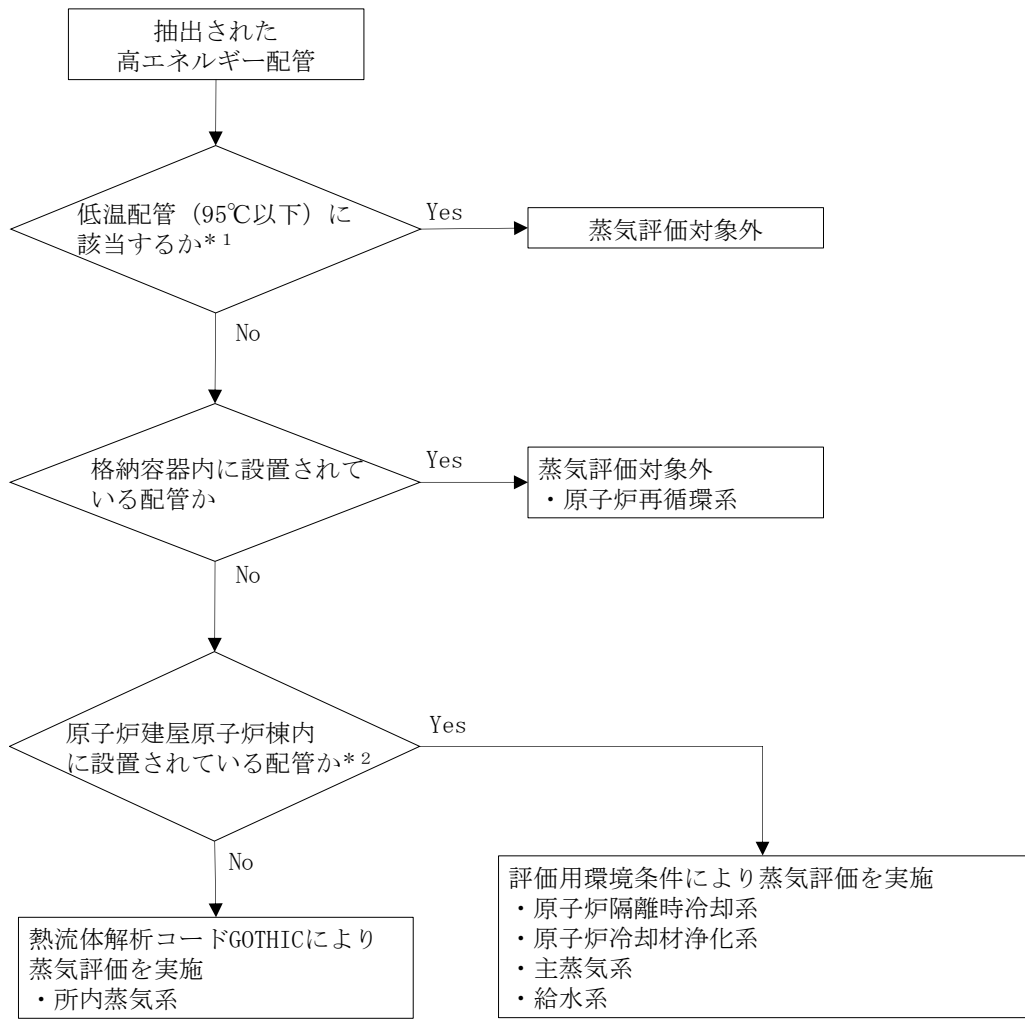 抽出された
高エネルギー配管
低温配管（95℃以下）に
該当するか*1
Yes
蒸気評価対象外
No
格納容器内に設置されて
いる配管か
Yes
蒸気評価対象外
・原子炉再循環系
No
原子炉建屋原子炉棟内
に設置されている配管か*2
Yes
No
熱流体解析コードGOTHICにより
蒸気評価を実施
・所内蒸気系
評価用環境条件により蒸気評価を実施
・原子炉隔離時冷却系
・原子炉冷却材浄化系
・主蒸気系
・給水系